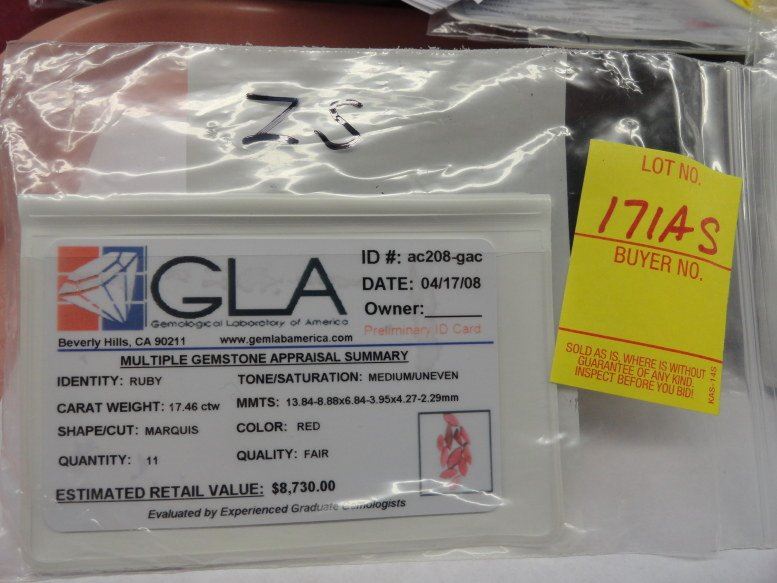 ZS
GLA
Gemological Laboratory of America
Beverly Hills, CA 90211 www.gemlabamerica.com
ID #: ac208-gac
DATE: 04/17/08
Owner:
Preliminary ID Card
MULTIPLE GEMSTONE APPRAISAL SUMMARY
IDENTITY: RUBY TONE/SATURATION: MEDIUM/UNEVEN
CARAT WEIGHT: 17.46 ctw MMTS: 13.84-8.88x6.84-3.95x4.27-2.29mm
SHAPE/CUT: MARQUIS COLOR: RED
QUANTITY: 11 QUALITY: FAIR
ESTIMATED RETAIL VALUE: $8,730.00
Evaluated by Experienced Graduate Gemologists
LOT NO.
171AS
BUYER NO.
SOLD AS IS, WHERE IS WITHOUT
GUARANTEE OF ANY KIND.
INSPECT BEFORE YOU BID!
KAS-14S